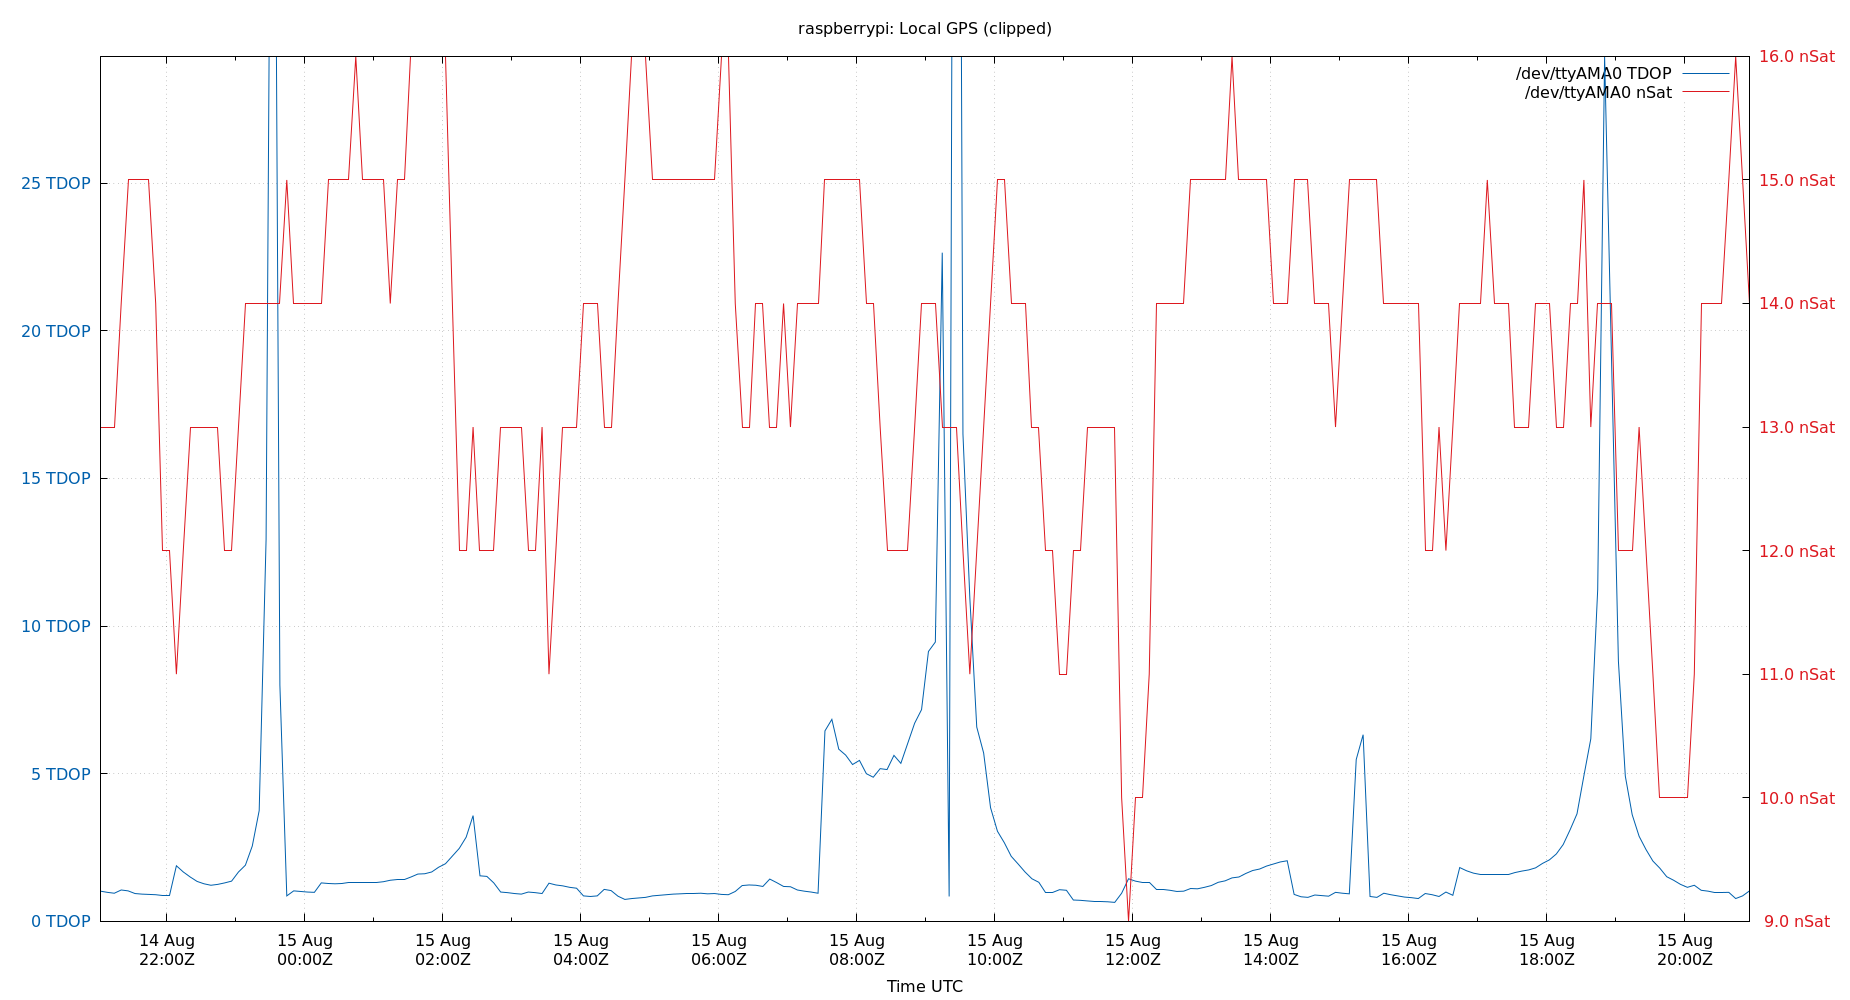 raspberrypi: Local GPS (clipped)
/dev/ttyAMA0 TDOP
/dev/ttyAMA0 nSat
25 TDOP
20 TDOP
15 TDOP
10 TDOP
5 TDOP
0 TDOP
16.0 nSat
15.0 nSat
14.0 nSat
13.0 nSat
12.0 nSat
11.0 nSat
10.0 nSat
9.0 nSat
14 Aug
22:00Z
15 Aug
00:00Z
15 Aug
02:00Z
15 Aug
04:00Z
15 Aug
06:00Z
15 Aug
08:00Z
15 Aug
10:00Z
15 Aug
12:00Z
15 Aug
14:00Z
15 Aug
16:00Z
15 Aug
18:00Z
15 Aug
20:00Z
Time UTC